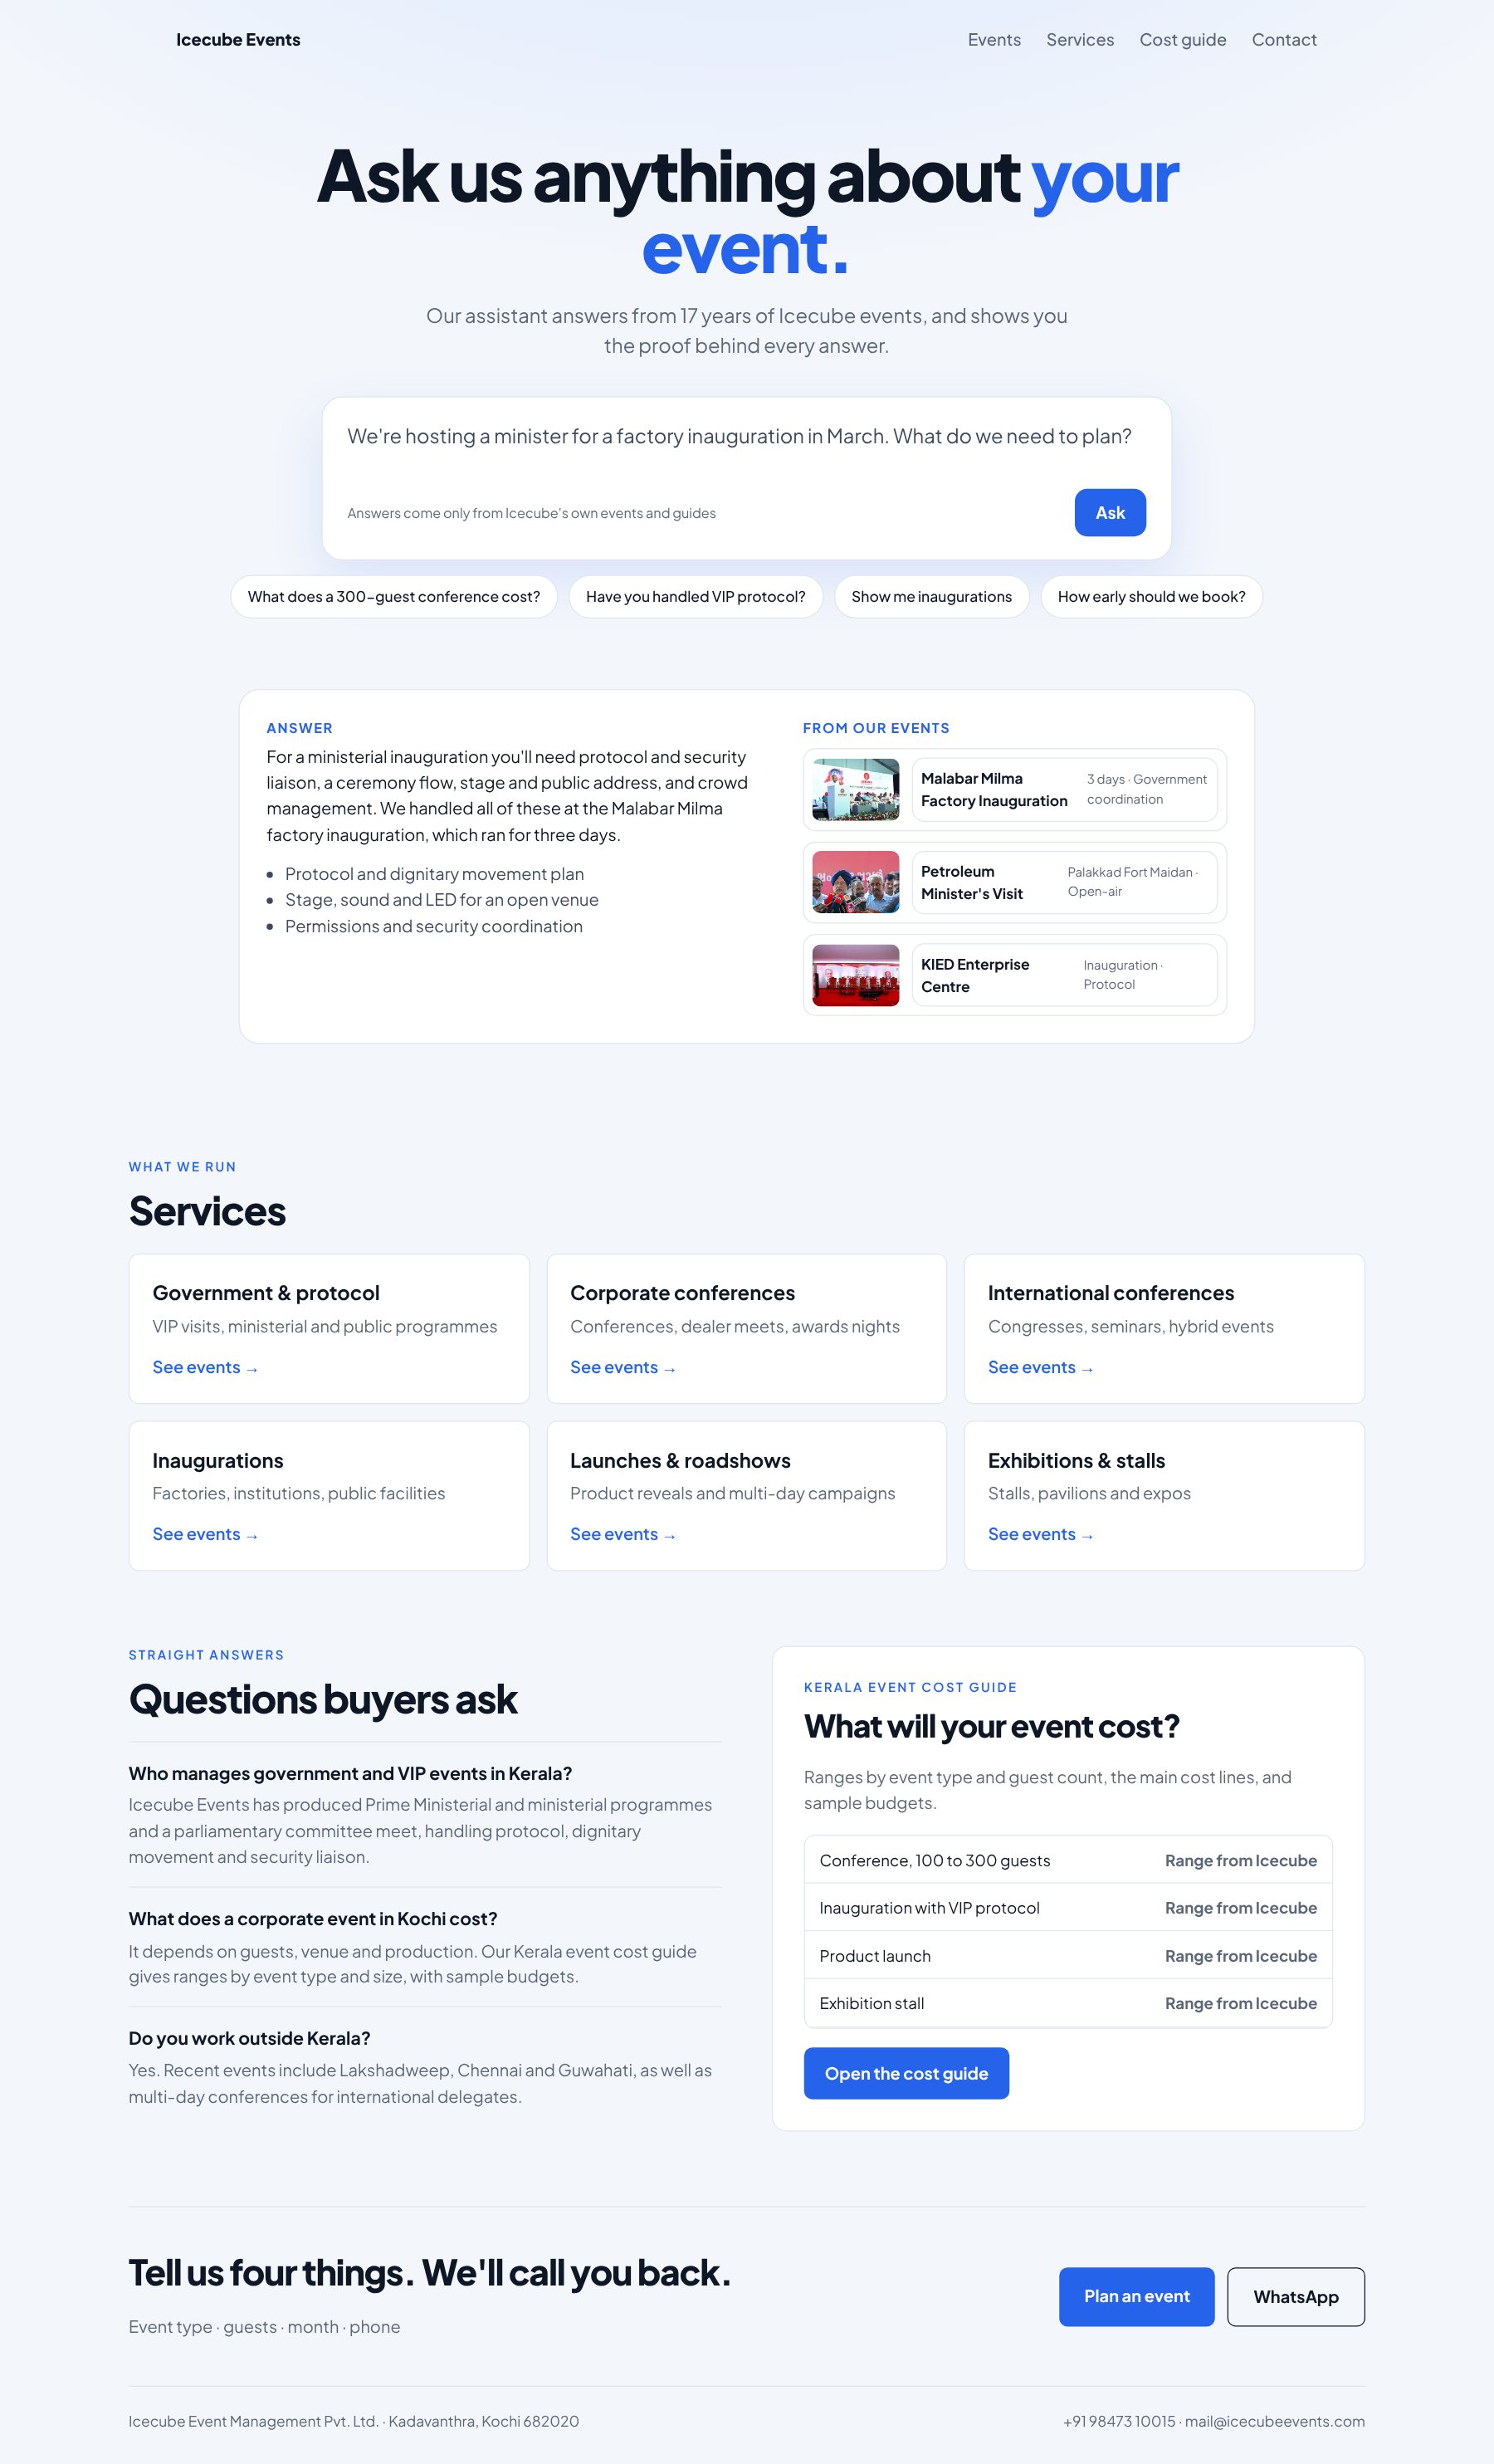 Icecube Events
Events Services Cost guide Contact
Ask us anything about your
event.
Our assistant answers from 17 years of Icecube events, and shows you
the proof behind every answer.
We're hosting a minister for a factory inauguration in March. What do we need to plan?
Answers come only from Icecube's own events and guides
Ask
What does a 300-guest conference cost?
Have you handled VIP protocol?
Show me inaugurations
How early should we book?
ANSWER
For a ministerial inauguration you'll need protocol and security
liaison, a ceremony flow, stage and public address, and crowd
management. We handled all of these at the Malabar Milma
factory inauguration, which ran for three days.
• Protocol and dignitary movement plan
• Stage, sound and LED for an open venue
• Permissions and security coordination
FROM OUR EVENTS
Malabar Milma
Factory Inauguration
3 days · Government
coordination
Petroleum
Minister's Visit
Palakkad Fort Maidan ·
Open-air
KIED Enterprise
Centre
Inauguration ·
Protocol
WHAT WE RUN
Services
Government & protocol
VIP visits, ministerial and public programmes
See events →
Corporate conferences
Conferences, dealer meets, awards nights
See events →
International conferences
Congresses, seminars, hybrid events
See events →
Inaugurations
Factories, institutions, public facilities
See events →
Launches & roadshows
Product reveals and multi-day campaigns
See events →
Exhibitions & stalls
Stalls, pavilions and expos
See events →
STRAIGHT ANSWERS
Questions buyers ask
Who manages government and VIP events in Kerala?
Icecube Events has produced Prime Ministerial and ministerial programmes
and a parliamentary committee meet, handling protocol, dignitary
movement and security liaison.
What does a corporate event in Kochi cost?
It depends on guests, venue and production. Our Kerala event cost guide
gives ranges by event type and size, with sample budgets.
Do you work outside Kerala?
Yes. Recent events include Lakshadweep, Chennai and Guwahati, as well as
multi-day conferences for international delegates.
KERALA EVENT COST GUIDE
What will your event cost?
Ranges by event type and guest count, the main cost lines, and
sample budgets.
Conference, 100 to 300 guests Range from Icecube
Inauguration with VIP protocol Range from Icecube
Product launch Range from Icecube
Exhibition stall Range from Icecube
Open the cost guide
Tell us four things. We'll call you back.
Event type · guests · month · phone
Plan an event
WhatsApp
Icecube Event Management Pvt. Ltd. · Kadavanthra, Kochi 682020
+91 98473 10015 · mail@icecubeevents.com